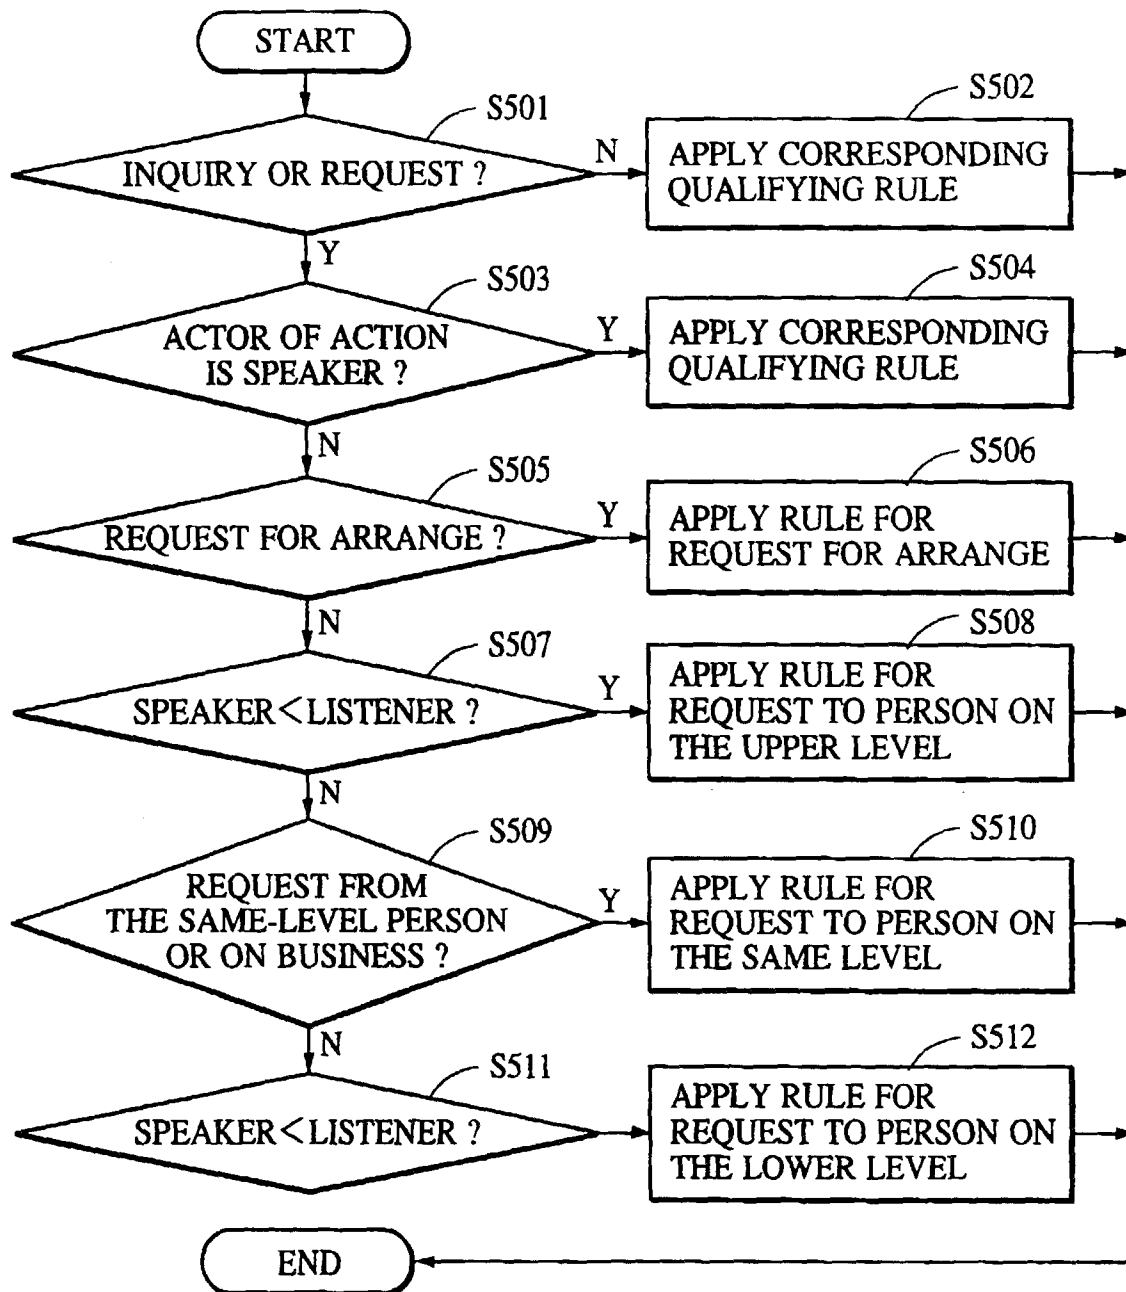 START
S501
INQUIRY OR REQUEST ?
N
S502
APPLY CORRESPONDING
QUALIFYING RULE
Y
S503
ACTOR OF ACTION
IS SPEAKER ?
Y
S504
APPLY CORRESPONDING
QUALIFYING RULE
N
S505
REQUEST FOR ARRANGE ?
Y
S506
APPLY RULE FOR
REQUEST FOR ARRANGE
N
S507
SPEAKER<LISTENER ?
Y
S508
APPLY RULE FOR
REQUEST TO PERSON ON
THE UPPER LEVEL
N
S509
REQUEST FROM
THE SAME-LEVEL PERSON
OR ON BUSINESS ?
Y
S510
APPLY RULE FOR
REQUEST TO PERSON ON
THE SAME LEVEL
N
S511
SPEAKER<LISTENER ?
S512
APPLY RULE FOR
REQUEST TO PERSON ON
THE LOWER LEVEL
END